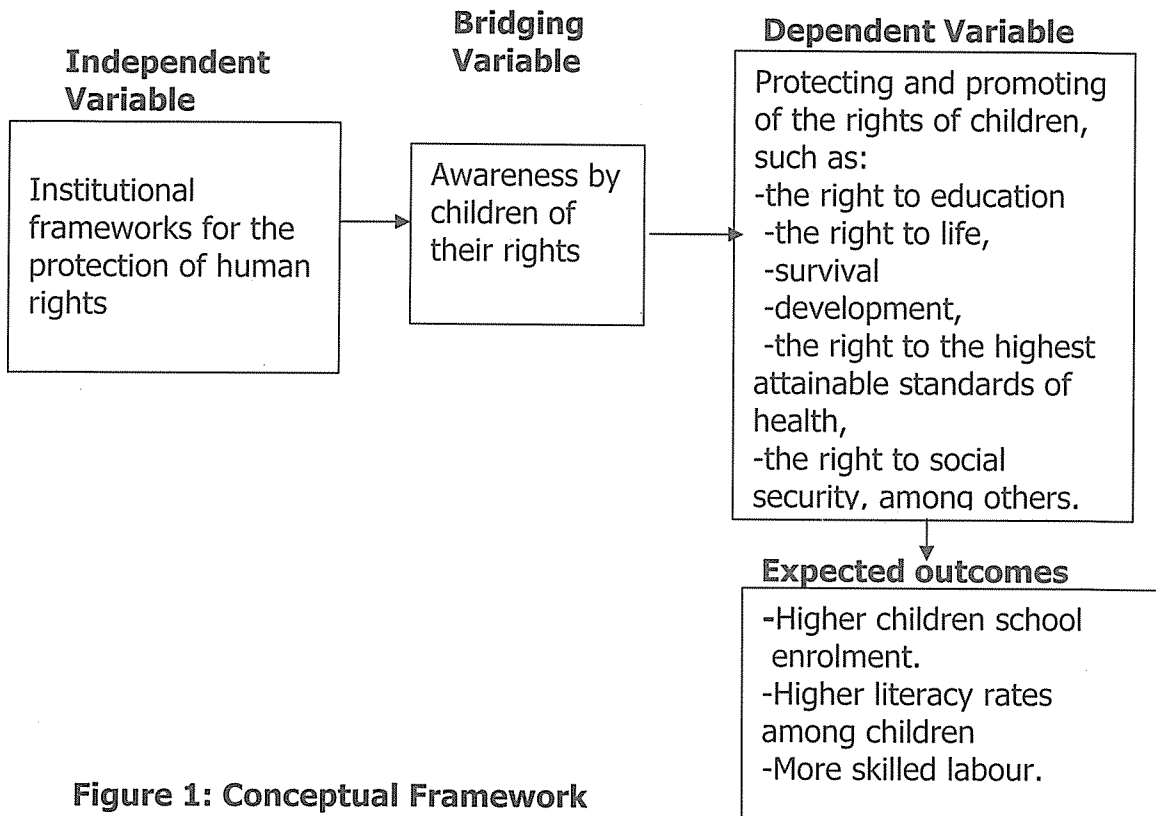 Independent
Variable
Institutional
frameworks for the
protection of human
rights
Bridging
Variable
Awareness by
children of
their rights
Dependent Variable
Protecting and promoting
of the rights of children,
such as:
-the right to education
-the right to life,
-survival
-development,
-the right to the highest
attainable standards of
health,
-the right to social
security, among others.
Expected outcomes
-Higher children school
enrolment.
-Higher literacy rates
among children
-More skilled labour.
Figure 1: Conceptual Framework